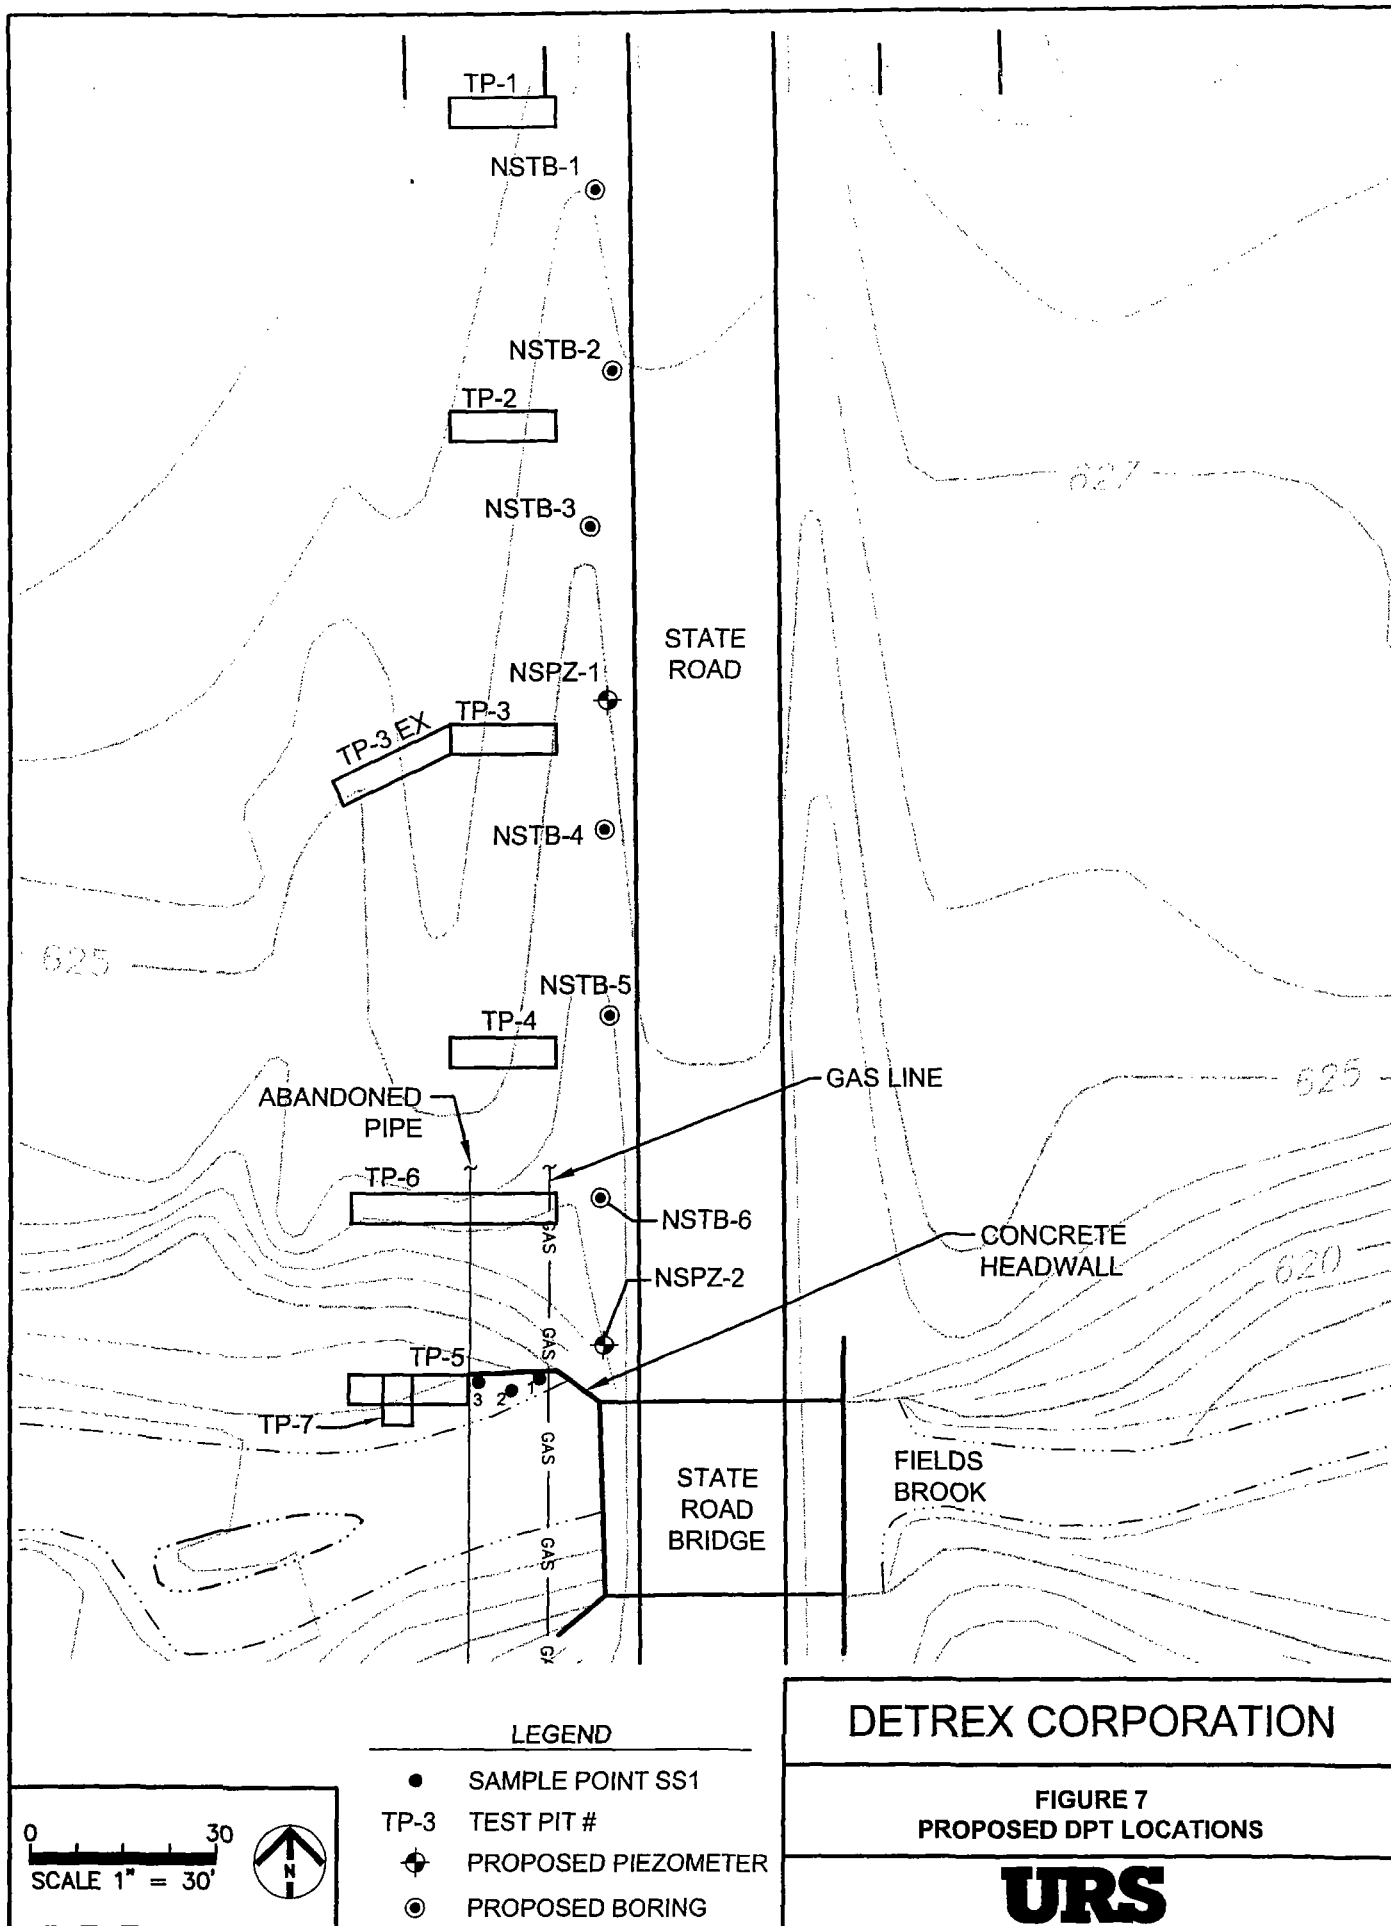 TP-1
NSTB-1
NSTB-2
TP-2
627
NSTB-3
STATE
ROAD
NSPZ-1
TP-3
TP-3 EX
NSTB-4
625
NSTB-5
TP-4
GAS LINE
625
ABANDONED
PIPE
TP-6
NSTB-6
GAS
CONCRETE
HEADWALL
620
NSPZ-2
GAS
TP-5
1
2
3
TP-7
GAS
FIELDS
BROOK
STATE
ROAD
BRIDGE
GAS
LEGEND
SAMPLE POINT SS1
TP-3 TEST PIT #
PROPOSED PIEZOMETER
PROPOSED BORING
0 30
SCALE 1" = 30'
N
DETREX CORPORATION
FIGURE 7
PROPOSED DPT LOCATIONS
URS